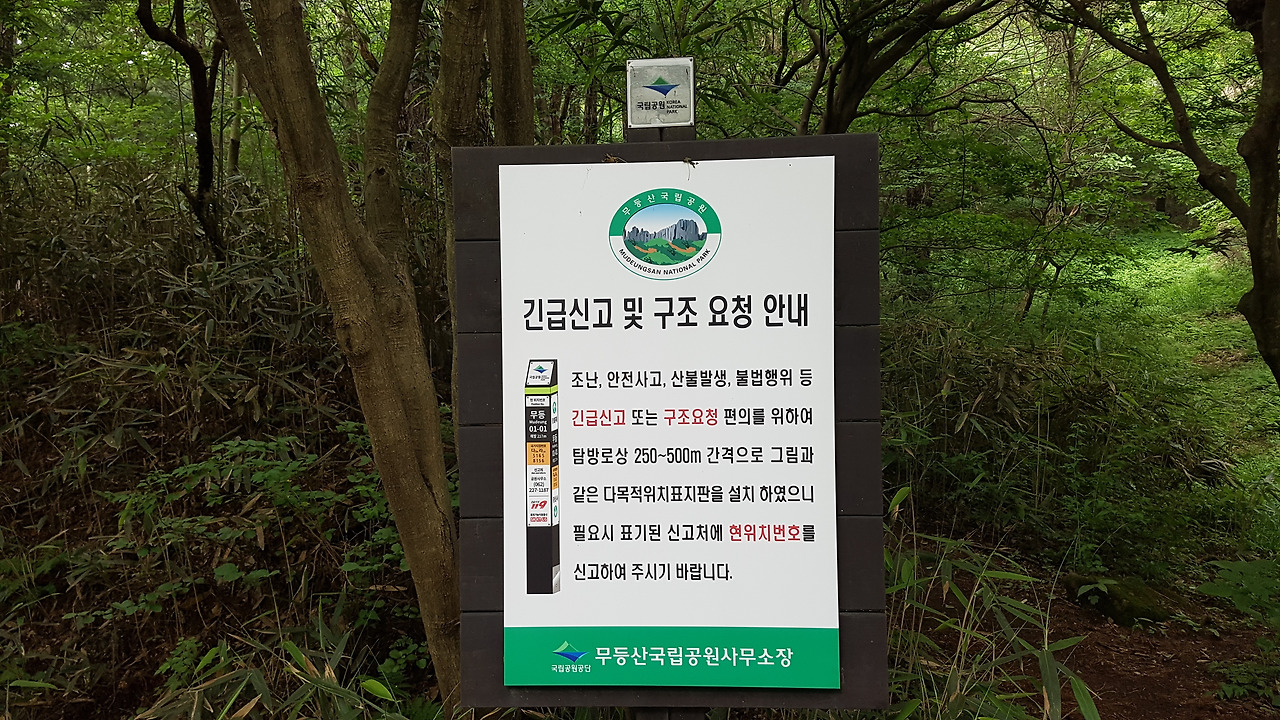 국립공원
KOREA
NATIONAL
PARK
무등산국립공원
MUDEUNGSAN NATIONAL PARK
긴급신고 및 구조 요청 안내
조난, 안전사고, 산불발생, 불법행위 등
긴급신고 또는 구조요청 편의를 위하여
탐방로상 250~500m 간격으로 그림과
같은 다목적위치표지판을 설치 하였으니
필요시 표기된 신고처에 현위치번호를
신고하여 주시기 바랍니다.
무등
Mudeung
01-01
(062)
227-1187
119
국립공원공단
무등산국립공원사무소장